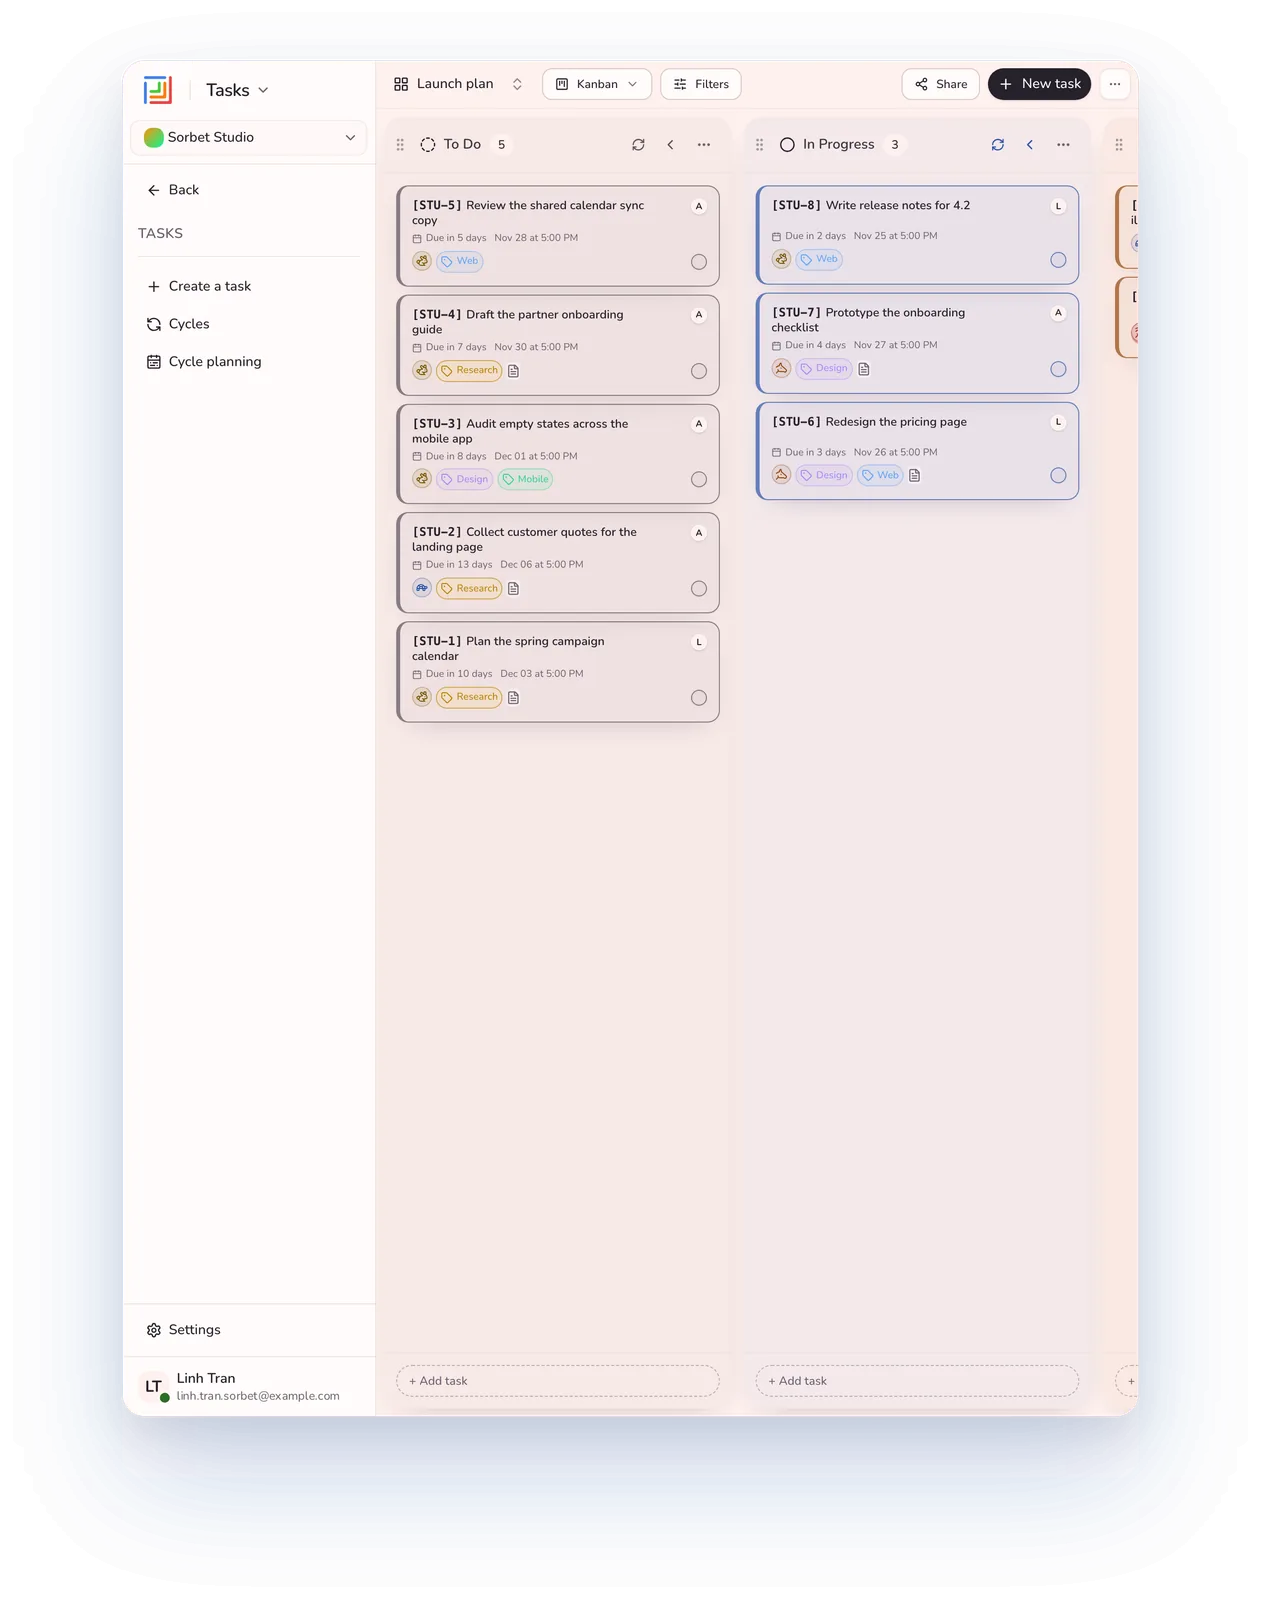 Tasks
Sorbet Studio
Back
TASKS
Create a task
Cycles
Cycle planning
Settings
LT
Linh Tran
linh.tran.sorbet@example.com
Launch plan
Kanban
Filters
Share
New task
To Do 5
[STU-5] Review the shared calendar sync
copy
A
Due in 5 days Nov 28 at 5:00 PM
Web
[STU-4] Draft the partner onboarding
guide
A
Due in 7 days Nov 30 at 5:00 PM
Research
[STU-3] Audit empty states across the
mobile app
A
Due in 8 days Dec 01 at 5:00 PM
Design Mobile
[STU-2] Collect customer quotes for the
landing page
A
Due in 13 days Dec 06 at 5:00 PM
Research
[STU-1] Plan the spring campaign
calendar
L
Due in 10 days Dec 03 at 5:00 PM
Research
+ Add task
In Progress 3
[STU-8] Write release notes for 4.2
L
Due in 2 days Nov 25 at 5:00 PM
Web
[STU-7] Prototype the onboarding
checklist
A
Due in 4 days Nov 27 at 5:00 PM
Design
[STU-6] Redesign the pricing page
L
Due in 3 days Nov 26 at 5:00 PM
Design Web
+ Add task
[
il
[
+